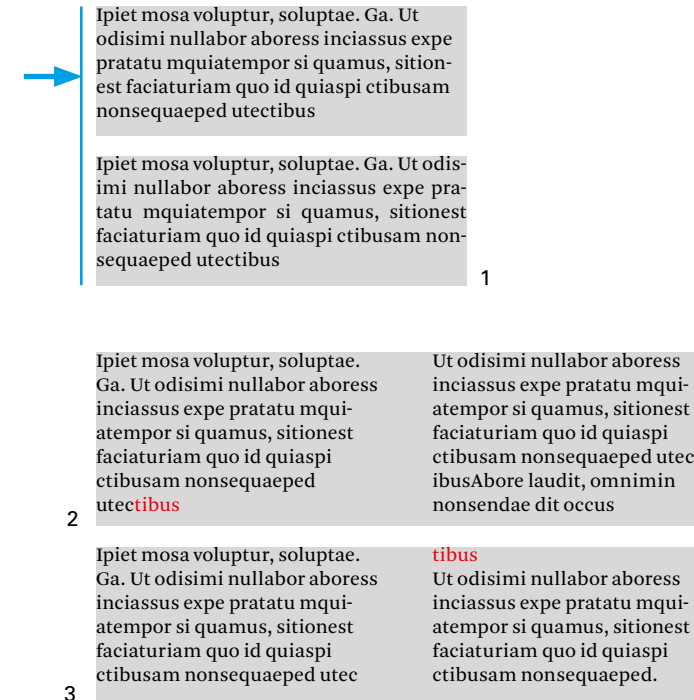 Ipiet mosa voluptur, soluptae. Ga. Ut
odisimi nullabor aboress inciassus expe
pratatu mquiatempor si quamus, sition-
est faciaturiam quo id quiaspi ctibusam
nonsequaeped utectibus
Ipiet mosa voluptur, soluptae. Ga. Ut odis-
imi nullabor aboress inciassus expe pra-
tatu mquiatempor si quamus, sitionest
faciaturiam quo id quiaspi ctibusam non-
sequaeped utectibus
1
Ipiet mosa voluptur, soluptae.
Ga. Ut odisimi nullabor aboress
inciassus expe pratatu mqui-
atempor si quamus, sitionest
faciaturiam quo id quiaspi
ctibusam nonsequaeped
utectibus
Ut odisimi nullabor aboress
inciassus expe pratatu mqui-
atempor si quamus, sitionest
faciaturiam quo id quiaspi
ctibusam nonsequaeped utec
ibusAbore laudit, omnimin
nonsendae dit occus
2
Ipiet mosa voluptur, soluptae.
Ga. Ut odisimi nullabor aboress
inciassus expe pratatu mqui-
atempor si quamus, sitionest
faciaturiam quo id quiaspi
ctibusam nonsequaeped utec
tibus
Ut odisimi nullabor aboress
inciassus expe pratatu mqui-
atempor si quamus, sitionest
faciaturiam quo id quiaspi
ctibusam nonsequaeped.
3